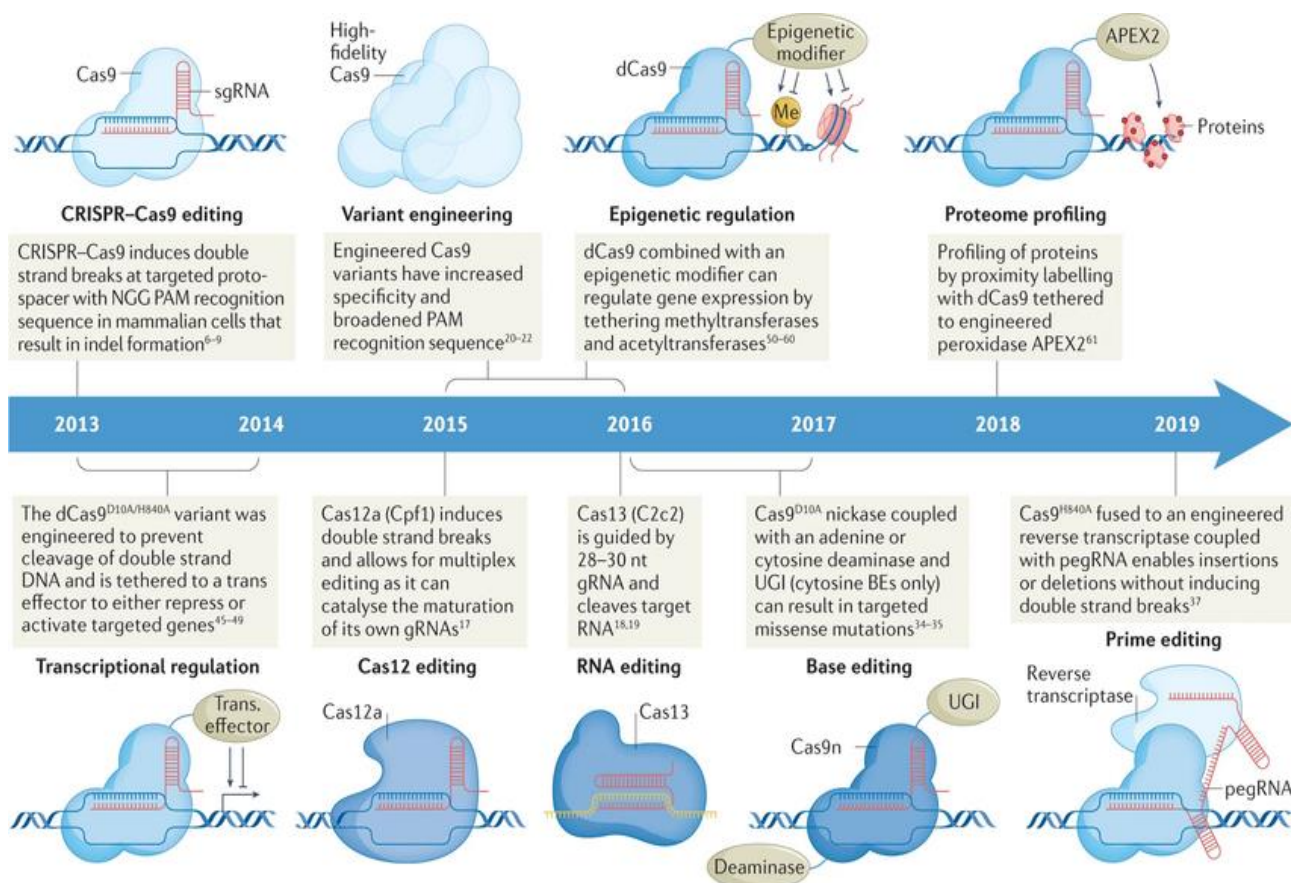 Cas9
sgRNA
High-
fidelity
Cas9
dCas9
Epigenetic
modifier
Me
APEX2
Proteins
CRISPR–Cas9 editing
CRISPR–Cas9 induces double
strand breaks at targeted proto-
spacer with NGG PAM recognition
sequence in mammalian cells that
result in indel formation6–9
Variant engineering
Engineered Cas9
variants have increased
specificity and
broadened PAM
recognition sequence20–22
Epigenetic regulation
dCas9 combined with an
epigenetic modifier can
regulate gene expression by
tethering methyltransferases
and acetyltransferases50–60
Proteome profiling
Profiling of proteins
by proximity labelling
with dCas9 tethered
to engineered
peroxidase APEX261
2013 2014 2015 2016 2017 2018 2019
The dCas9D10A/H840A variant was
engineered to prevent
cleavage of double strand
DNA and is tethered to a trans
effector to either repress or
activate targeted genes45–49
Transcriptional regulation
Trans.
effector
Cas12a (Cpf1) induces
double strand breaks
and allows for multiplex
editing as it can
catalyse the maturation
of its own gRNAs17
Cas12 editing
Cas12a
Cas13 (C2c2)
is guided by
28–30 nt
gRNA and
cleaves target
RNA18,19
RNA editing
Cas13
Cas9D10A nickase coupled
with an adenine or
cytosine deaminase and
UGI (cytosine BEs only)
can result in targeted
missense mutations34–35
Base editing
UGI
Cas9n
Deaminase
Cas9H840A fused to an engineered
reverse transcriptase coupled
with pegRNA enables insertions
or deletions without inducing
double strand breaks37
Prime editing
Reverse
transcriptase
pegRNA